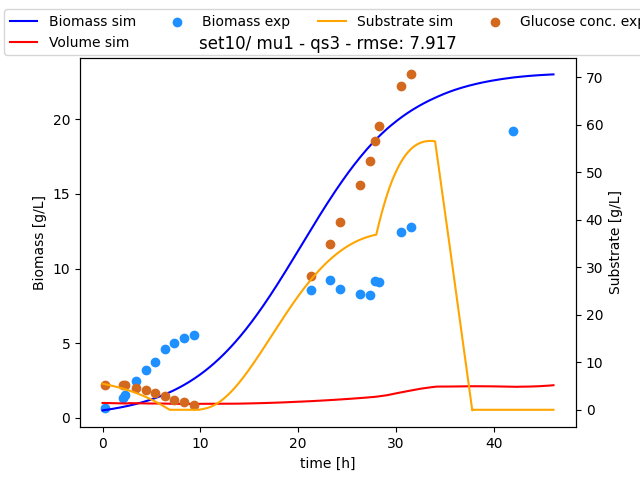 Biomass sim Biomass exp Substrate sim Glucose conc. exp
Volume sim
set10/ mu1 - qs3 - rmse: 7.917
Biomass [g/L]
20
15
10
5
0
0 10 20 30 40
time [h]
70
60
50
40
30
20
10
0
Substrate [g/L]